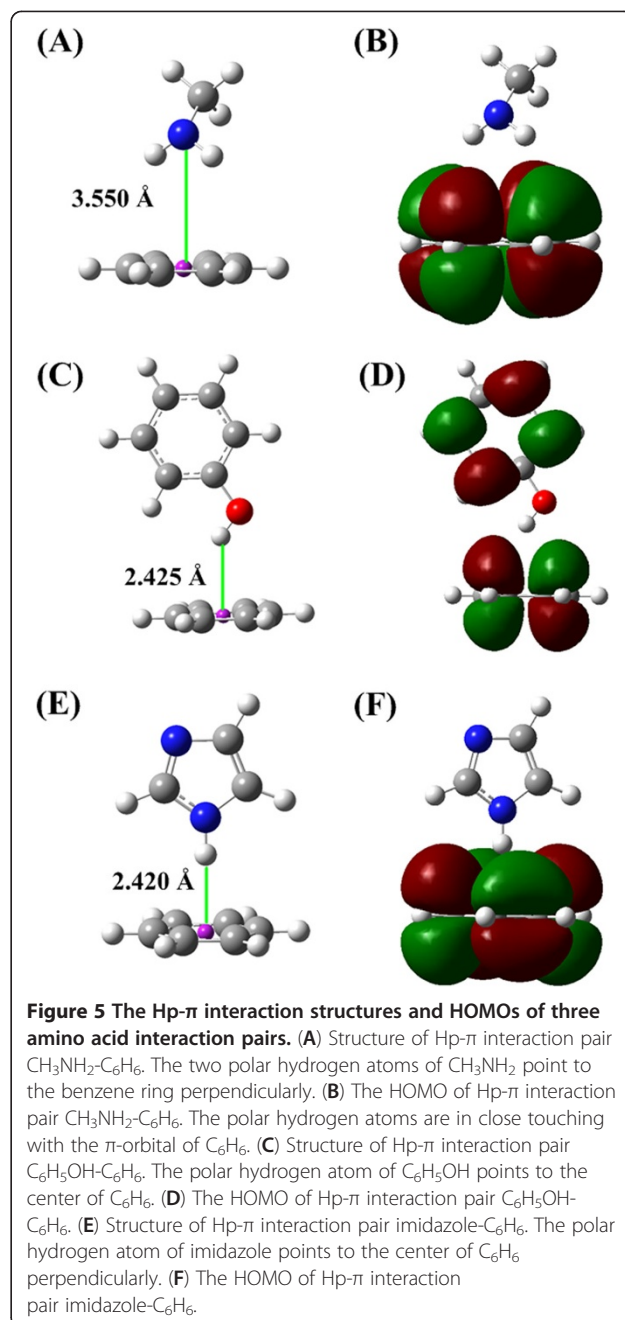 (A)
(B)
3.550 Å
(C)
(D)
2.425 Å
(E)
(F)
2.420 Å
Figure 5 The Hp-π interaction structures and HOMOs of three
amino acid interaction pairs. (A) Structure of Hp-π interaction pair
CH₃NH₂-C₆H₆. The two polar hydrogen atoms of CH₃NH₂ point to
the benzene ring perpendicularly. (B) The HOMO of Hp-π interaction
pair CH₃NH₂-C₆H₆. The polar hydrogen atoms are in close touching
with the π-orbital of C₆H₆. (C) Structure of Hp-π interaction pair
C₆H₅OH-C₆H₆. The polar hydrogen atom of C₆H₅OH points to the
center of C₆H₆. (D) The HOMO of Hp-π interaction pair C₆H₅OH-
C₆H₆. (E) Structure of Hp-π interaction pair imidazole-C₆H₆. The polar
hydrogen atom of imidazole points to the center of C₆H₆
perpendicularly. (F) The HOMO of Hp-π interaction
pair imidazole-C₆H₆.